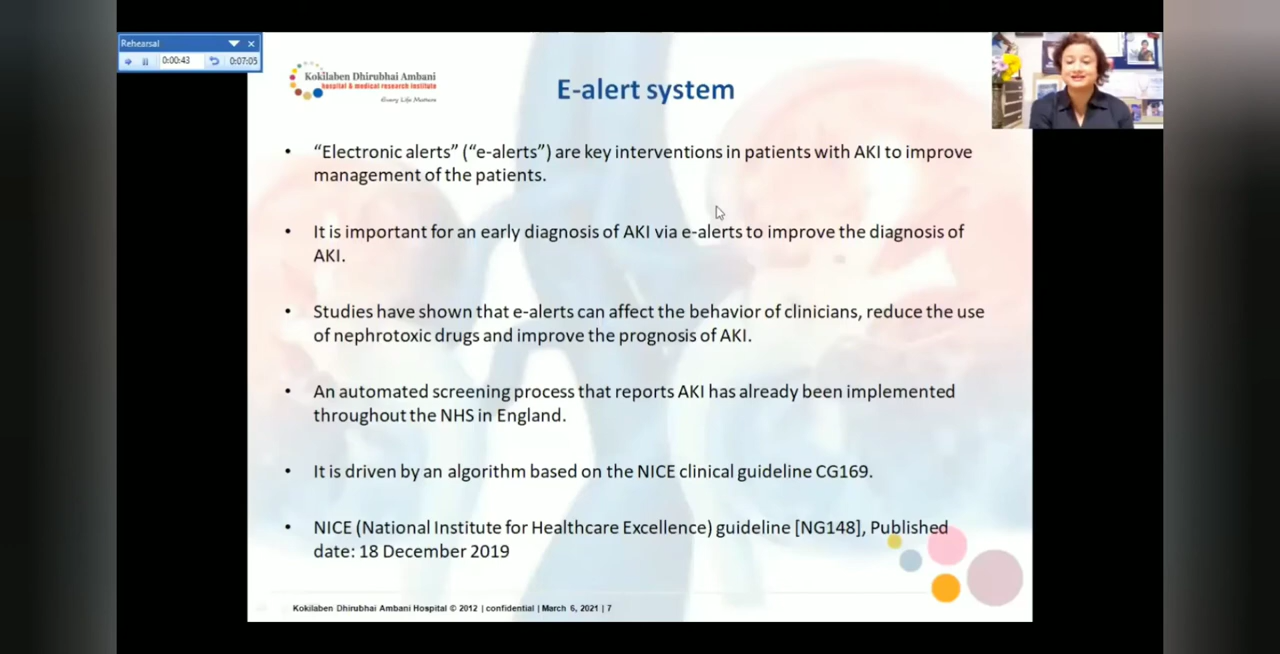 Rehearsal
0:00:43
0:07:05
Kokilaben Dhirubhai Ambani
hospital & medical research institute
Every Life Matters
E-alert system
• “Electronic alerts” (“e-alerts”) are key interventions in patients with AKI to improve
management of the patients.
• It is important for an early diagnosis of AKI via e-alerts to improve the diagnosis of
AKI.
• Studies have shown that e-alerts can affect the behavior of clinicians, reduce the use
of nephrotoxic drugs and improve the prognosis of AKI.
• An automated screening process that reports AKI has already been implemented
throughout the NHS in England.
• It is driven by an algorithm based on the NICE clinical guideline CG169.
• NICE (National Institute for Healthcare Excellence) guideline [NG148], Published
date: 18 December 2019
Kokilaben Dhirubhai Ambani Hospital © 2012 | confidential | March 6, 2021 | 7